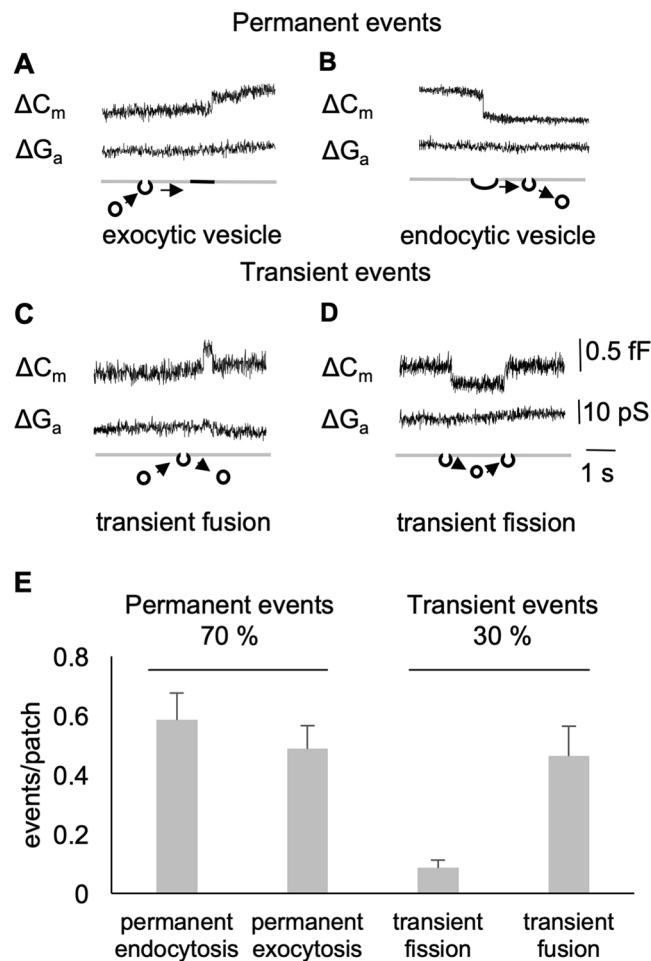 Permanent events
A
B
ΔCm
ΔCm
ΔGa
ΔGa
exocytic vesicle
endocytic vesicle
Transient events
C
D
ΔCm
ΔCm
0.5 fF
ΔGa
ΔGa
10 pS
1 s
transient fusion
transient fission
E
Permanent events
70 %
Transient events
30 %
events/patch
0.8
0.6
0.4
0.2
0
permanent
endocytosis
permanent
exocytosis
transient
fission
transient
fusion